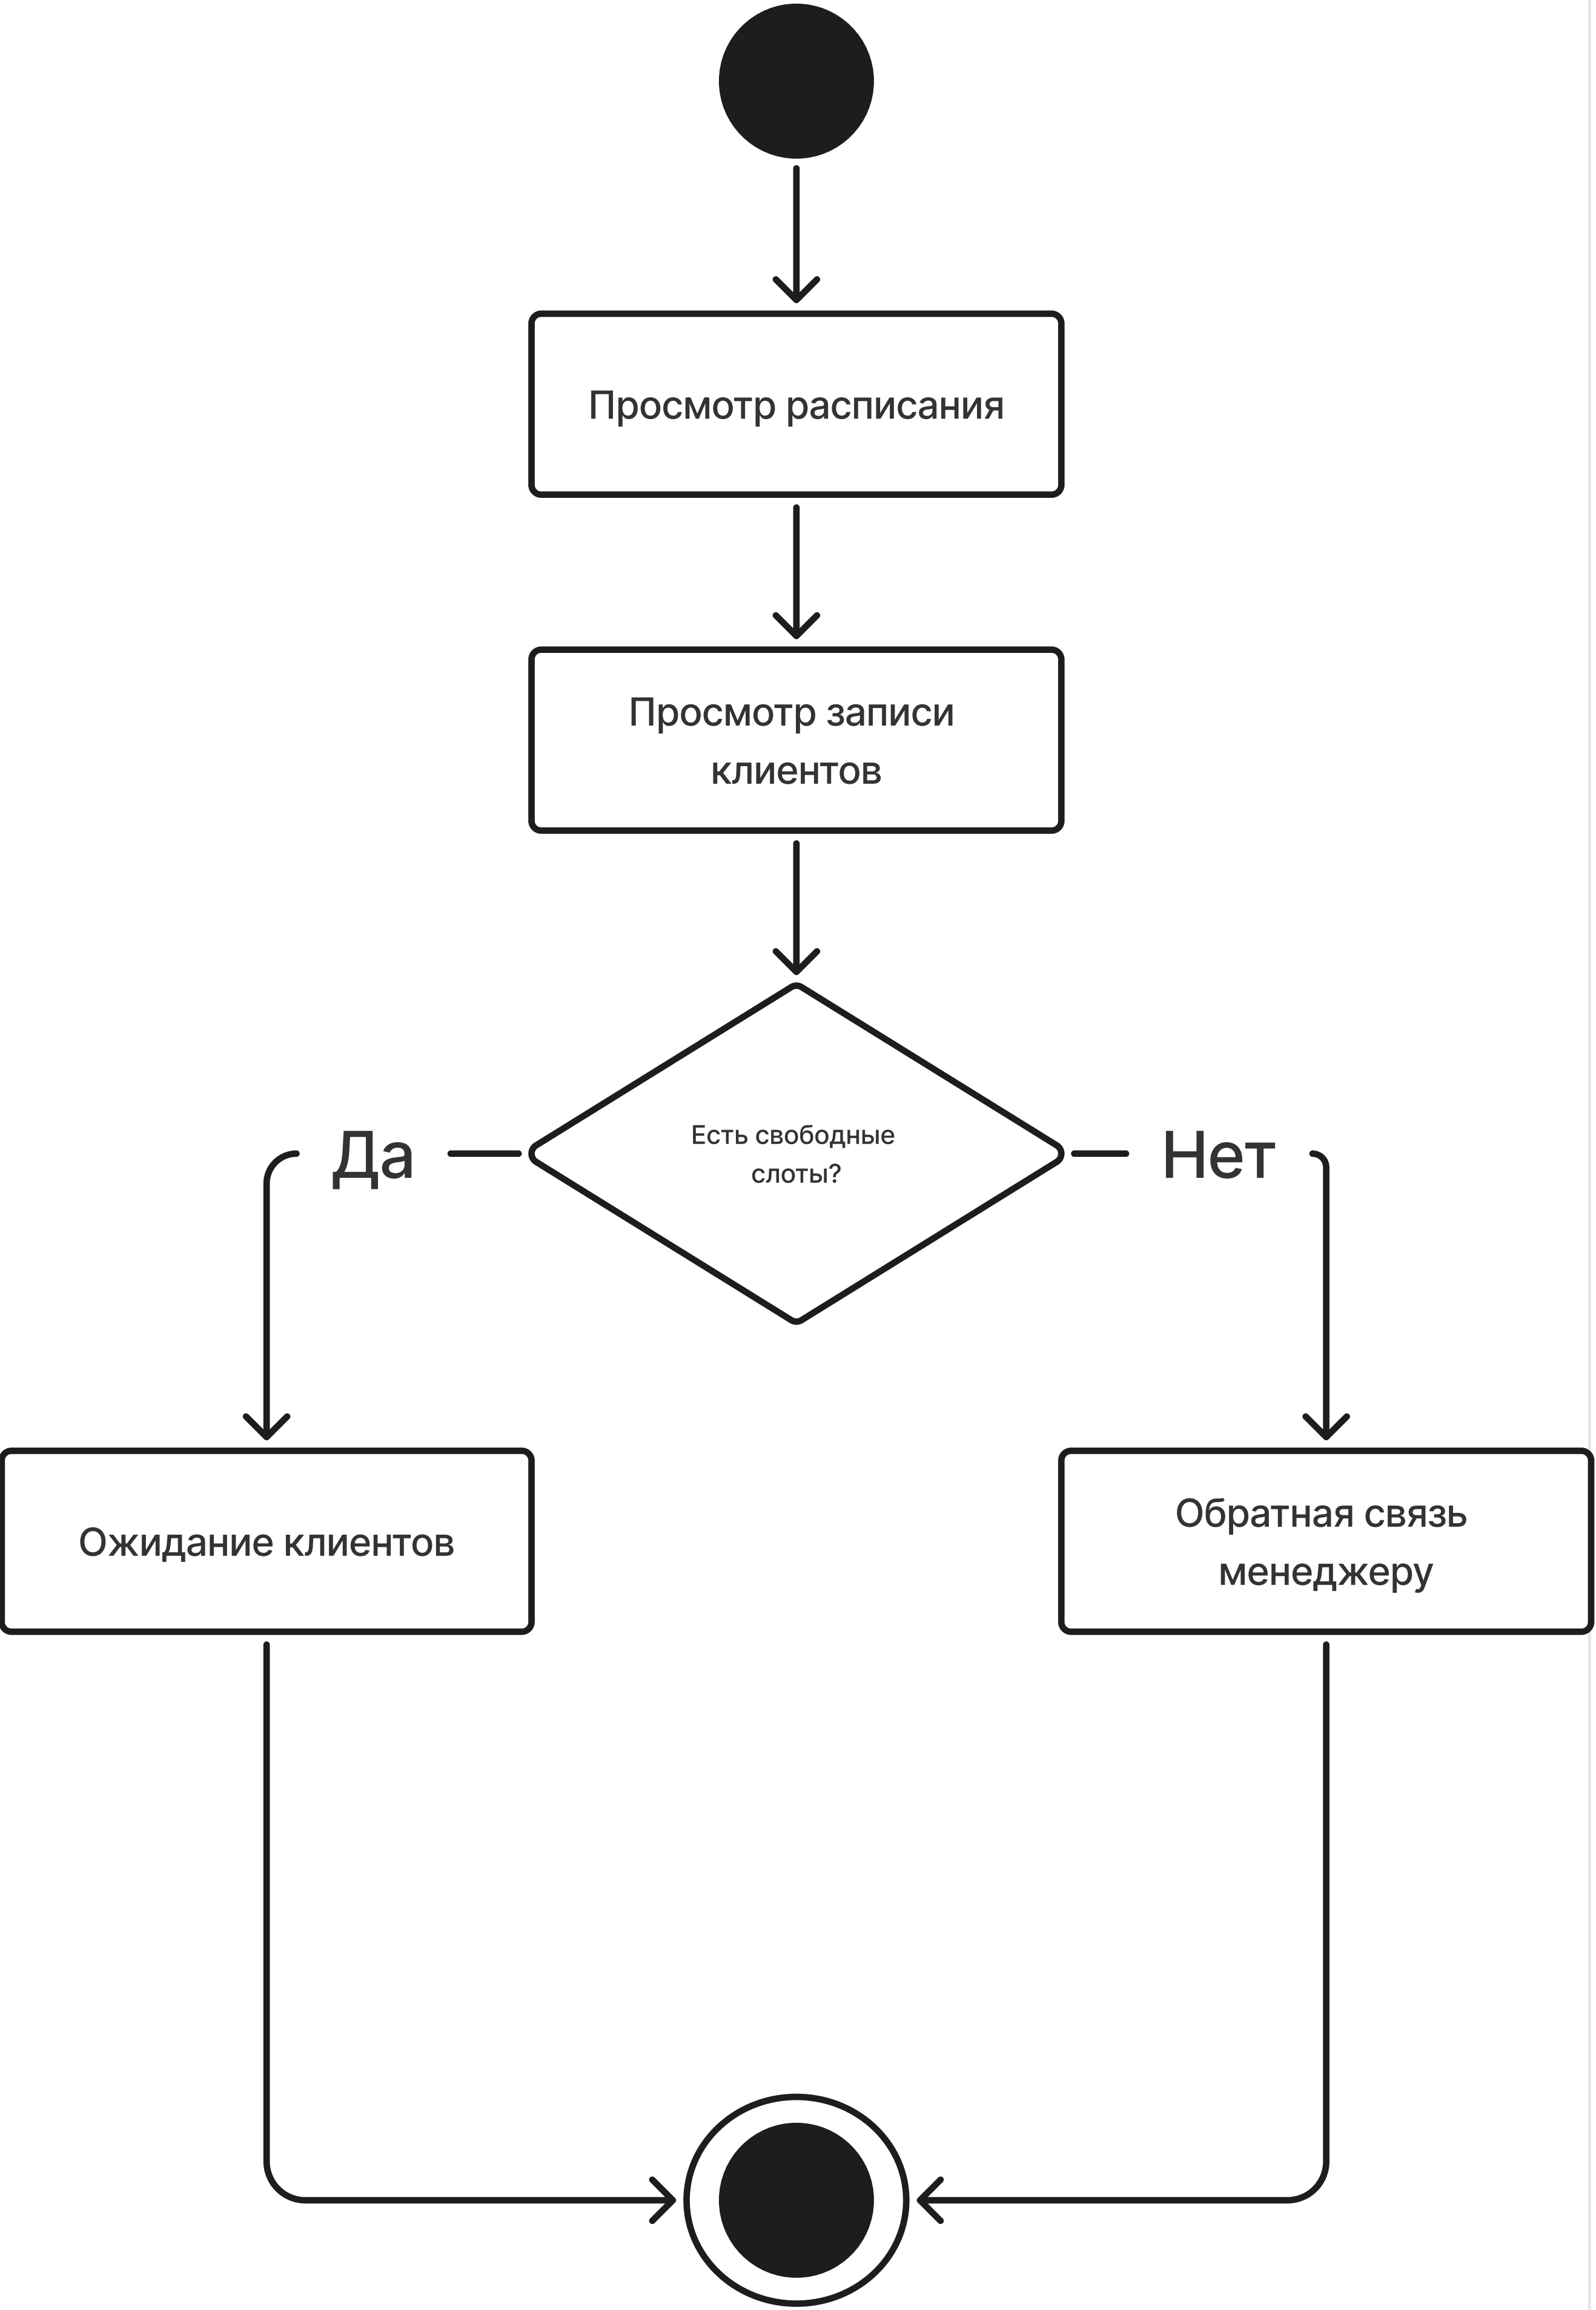 Просмотр расписания
Просмотр записи
клиентов
Есть свободные
слоты?
Да
Нет
Ожидание клиентов
Обратная связь
менеджеру